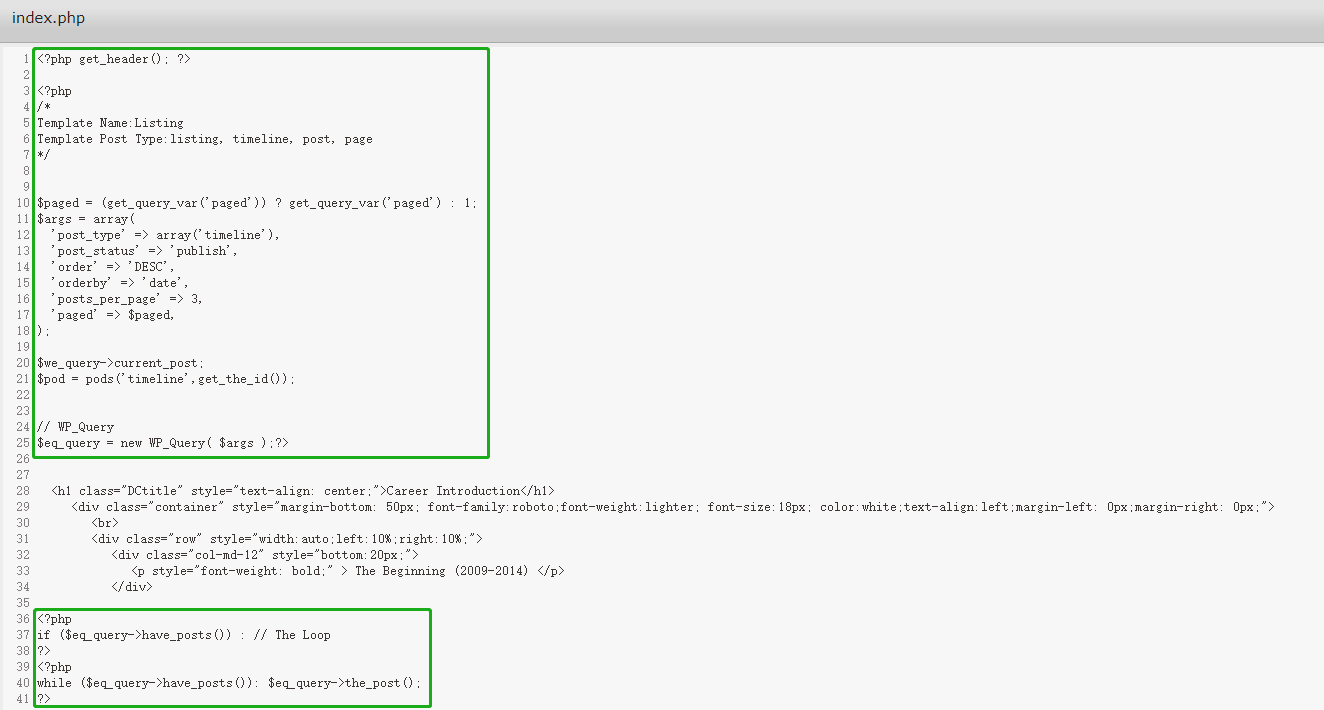 index.php
1 <?php get_header(); ?>
2
3 <?php
4 /*
5 Template Name:Listing
6 Template Post Type:listing, timeline, post, page
7 */
8
9
10 $paged = (get_query_var('paged')) ? get_query_var('paged') : 1;
11 $args = array(
12 'post_type' => array('timeline'),
13 'post_status' => 'publish',
14 'order' => 'DESC',
15 'orderby' => 'date',
16 'posts_per_page' => 3,
17 'paged' => $paged,
18 );
19
20 $we_query->current_post;
21 $pod = pods('timeline',get_the_id());
22
23
24 // WP_Query
25 $eq_query = new WP_Query( $args );?>
26
27
28 <h1 class="DCtitle" style="text-align: center;">Career Introduction</h1>
29 <div class="container" style="margin-bottom: 50px; font-family:roboto;font-weight:lighter; font-size:18px; color:white;text-align:left;margin-left: 0px;margin-right: 0px;">
30 <br>
31 <div class="row" style="width:auto;left:10%;right:10%;">
32 <div class="col-md-12" style="bottom:20px;">
33 <p style="font-weight: bold;" > The Beginning (2009-2014) </p>
34 </div>
35
36 <?php
37 if ($eq_query->have_posts()) : // The Loop
38 ?>
39 <?php
40 while ($eq_query->have_posts()): $eq_query->the_post();
41 ?>